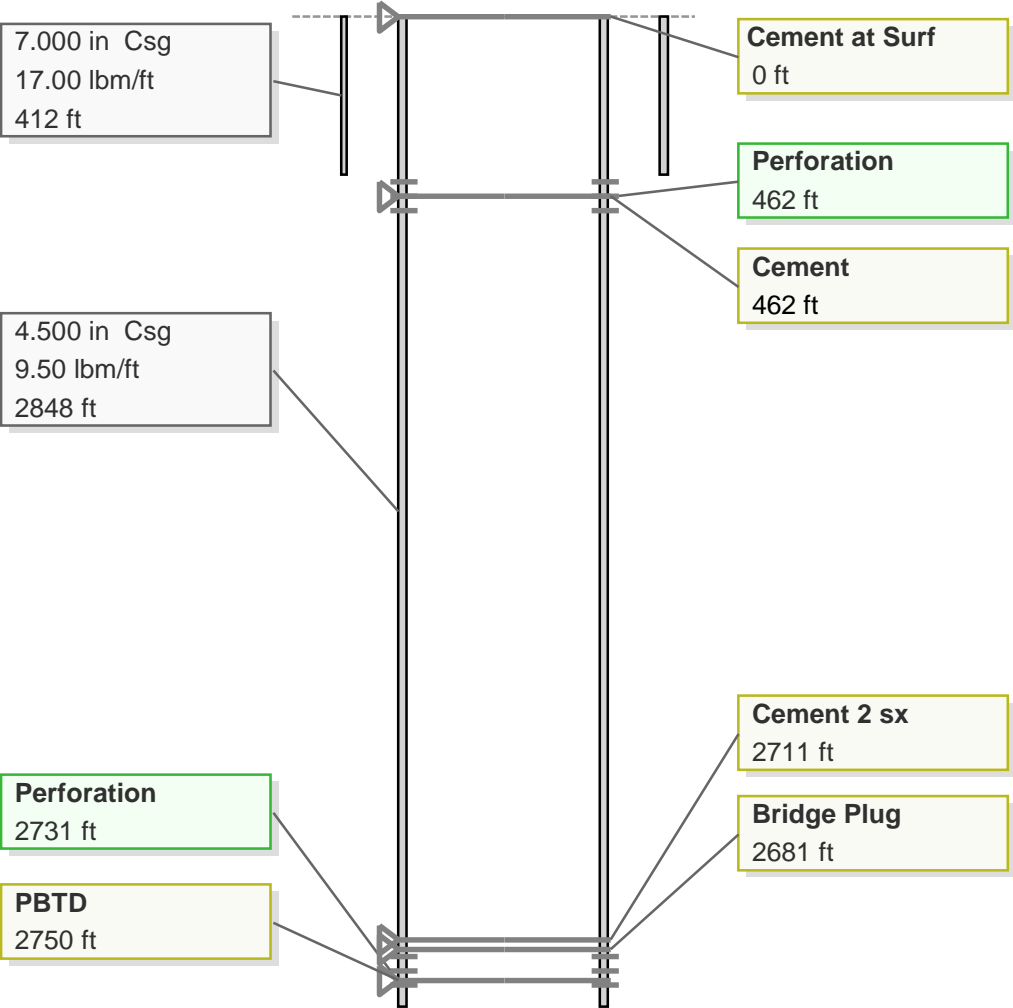 7.000 in Csg
17.00 lbm/ft
412 ft
Cement at Surf
0 ft
Perforation
462 ft
Cement
462 ft
4.500 in Csg
9.50 lbm/ft
2848 ft
Cement 2 sx
2711 ft
Perforation
2731 ft
Bridge Plug
2681 ft
PBTD
2750 ft